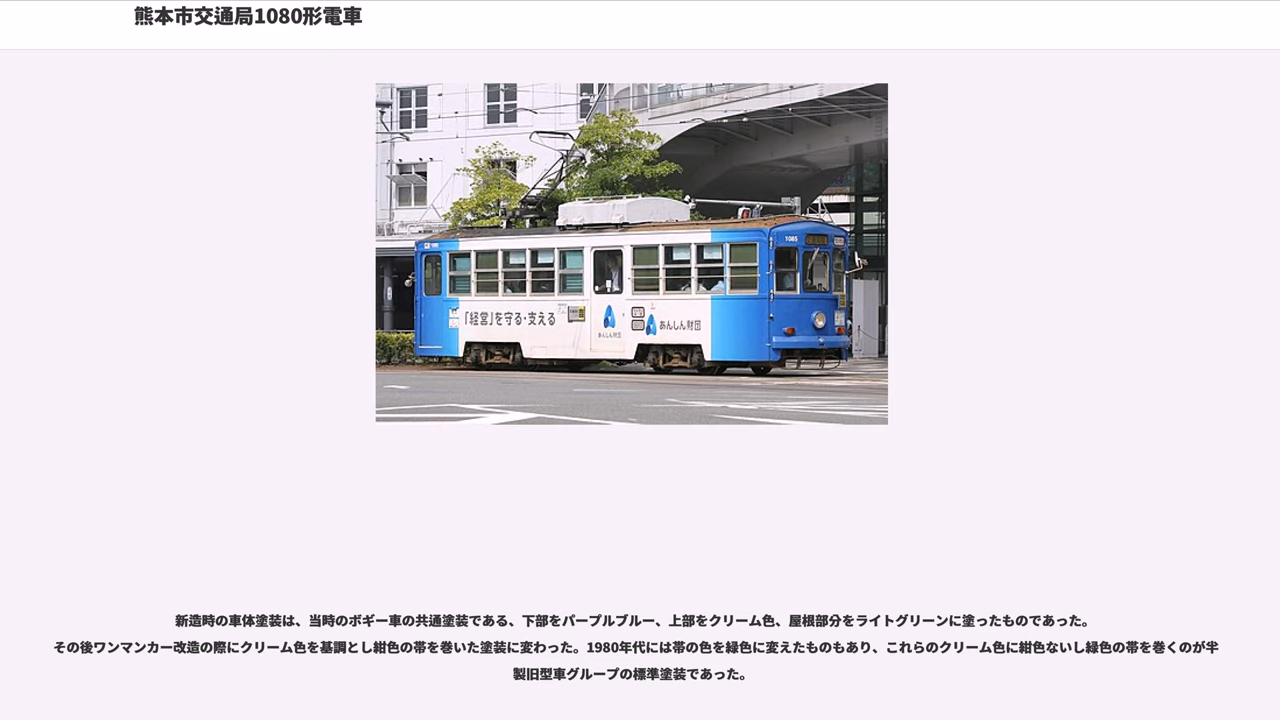 熊本市交通局1080形電車
1085
「経営」を守る・支える
あんしん財団
あんしん財団
新造時の車体塗装は、当時のボギー車の共通塗装である、下部をパープルブルー、上部をクリーム色、屋根部分をライトグリーンに塗ったものであった。
その後ワンマンカー改造の際にクリーム色を基調とし紺色の帯を巻いた塗装に変わった。1980年代には帯の色を緑色に変えたものもあり、これらのクリーム色に紺色ないし緑色の帯を巻くのが半
製旧型車グループの標準塗装であった。